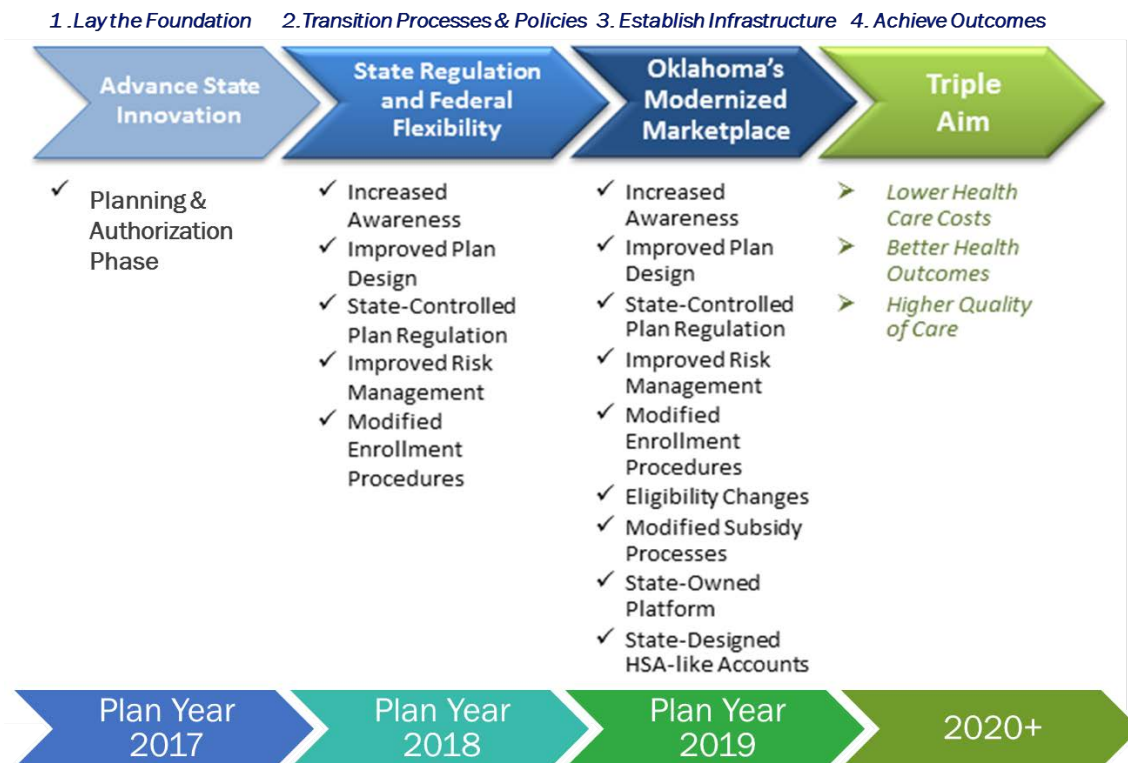 1 .Lay the Foundation
2.Transition Processes & Policies
3. Establish Infrastructure
4. Achieve Outcomes
Advance State
Innovation
State Regulation
and Federal
Flexibility
Oklahoma's
Modernized
Marketplace
Triple
Aim
✓ Planning &
Authorization
Phase
✓ Increased
Awareness
✓ Improved Plan
Design
✓ State-Controlled
Plan Regulation
✓ Improved Risk
Management
✓ Modified
Enrollment
Procedures
✓ Increased
Awareness
✓ Improved Plan
Design
✓ State-Controlled
Plan Regulation
✓ Improved Risk
Management
✓ Modified
Enrollment
Procedures
✓ Eligibility Changes
✓ Modified Subsidy
Processes
✓ State-Owned
Platform
✓ State-Designed
HSA-like Accounts
➢ Lower Health
Care Costs
➢ Better Health
Outcomes
➢ Higher Quality
of Care
Plan Year
2017
Plan Year
2018
Plan Year
2019
2020+